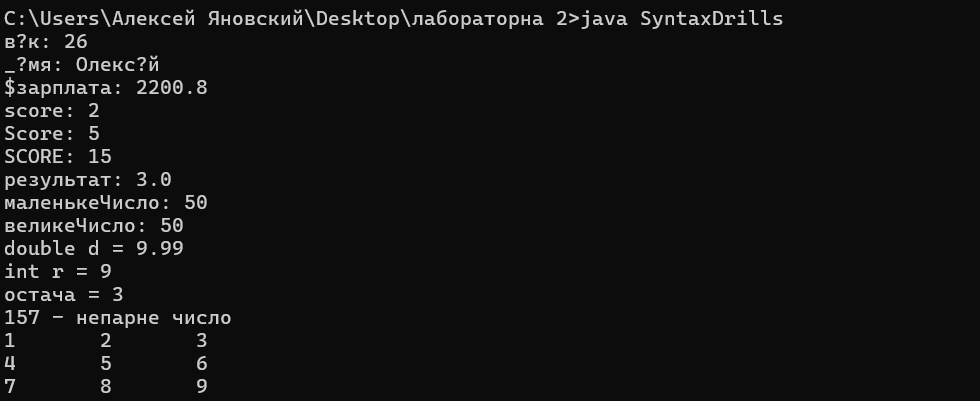 C:\Users\Алексей Яновский\Desktop\лабораторна 2>java SyntaxDrills
в?к: 26
_?мя: Олекс?й
$зарплата: 2200.8
score: 2
Score: 5
SCORE: 15
результат: 3.0
маленькеЧисло: 50
великеЧисло: 50
double d = 9.99
int r = 9
остача = 3
157 - непарне число
1 2 3
4 5 6
7 8 9